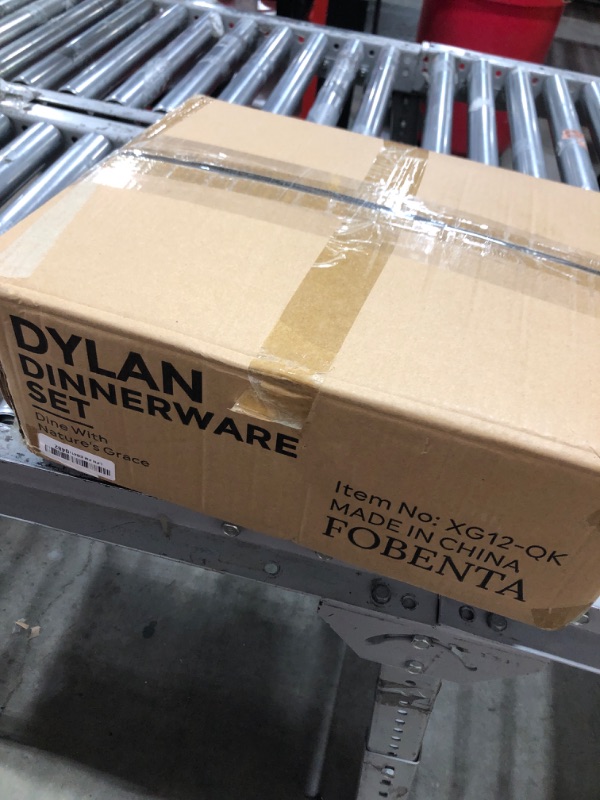 DYLAN
DINNERWARE
SET
Dine With
Nature's Grace
Item No: XG12-QK
MADE IN CHINA
FOBENTA